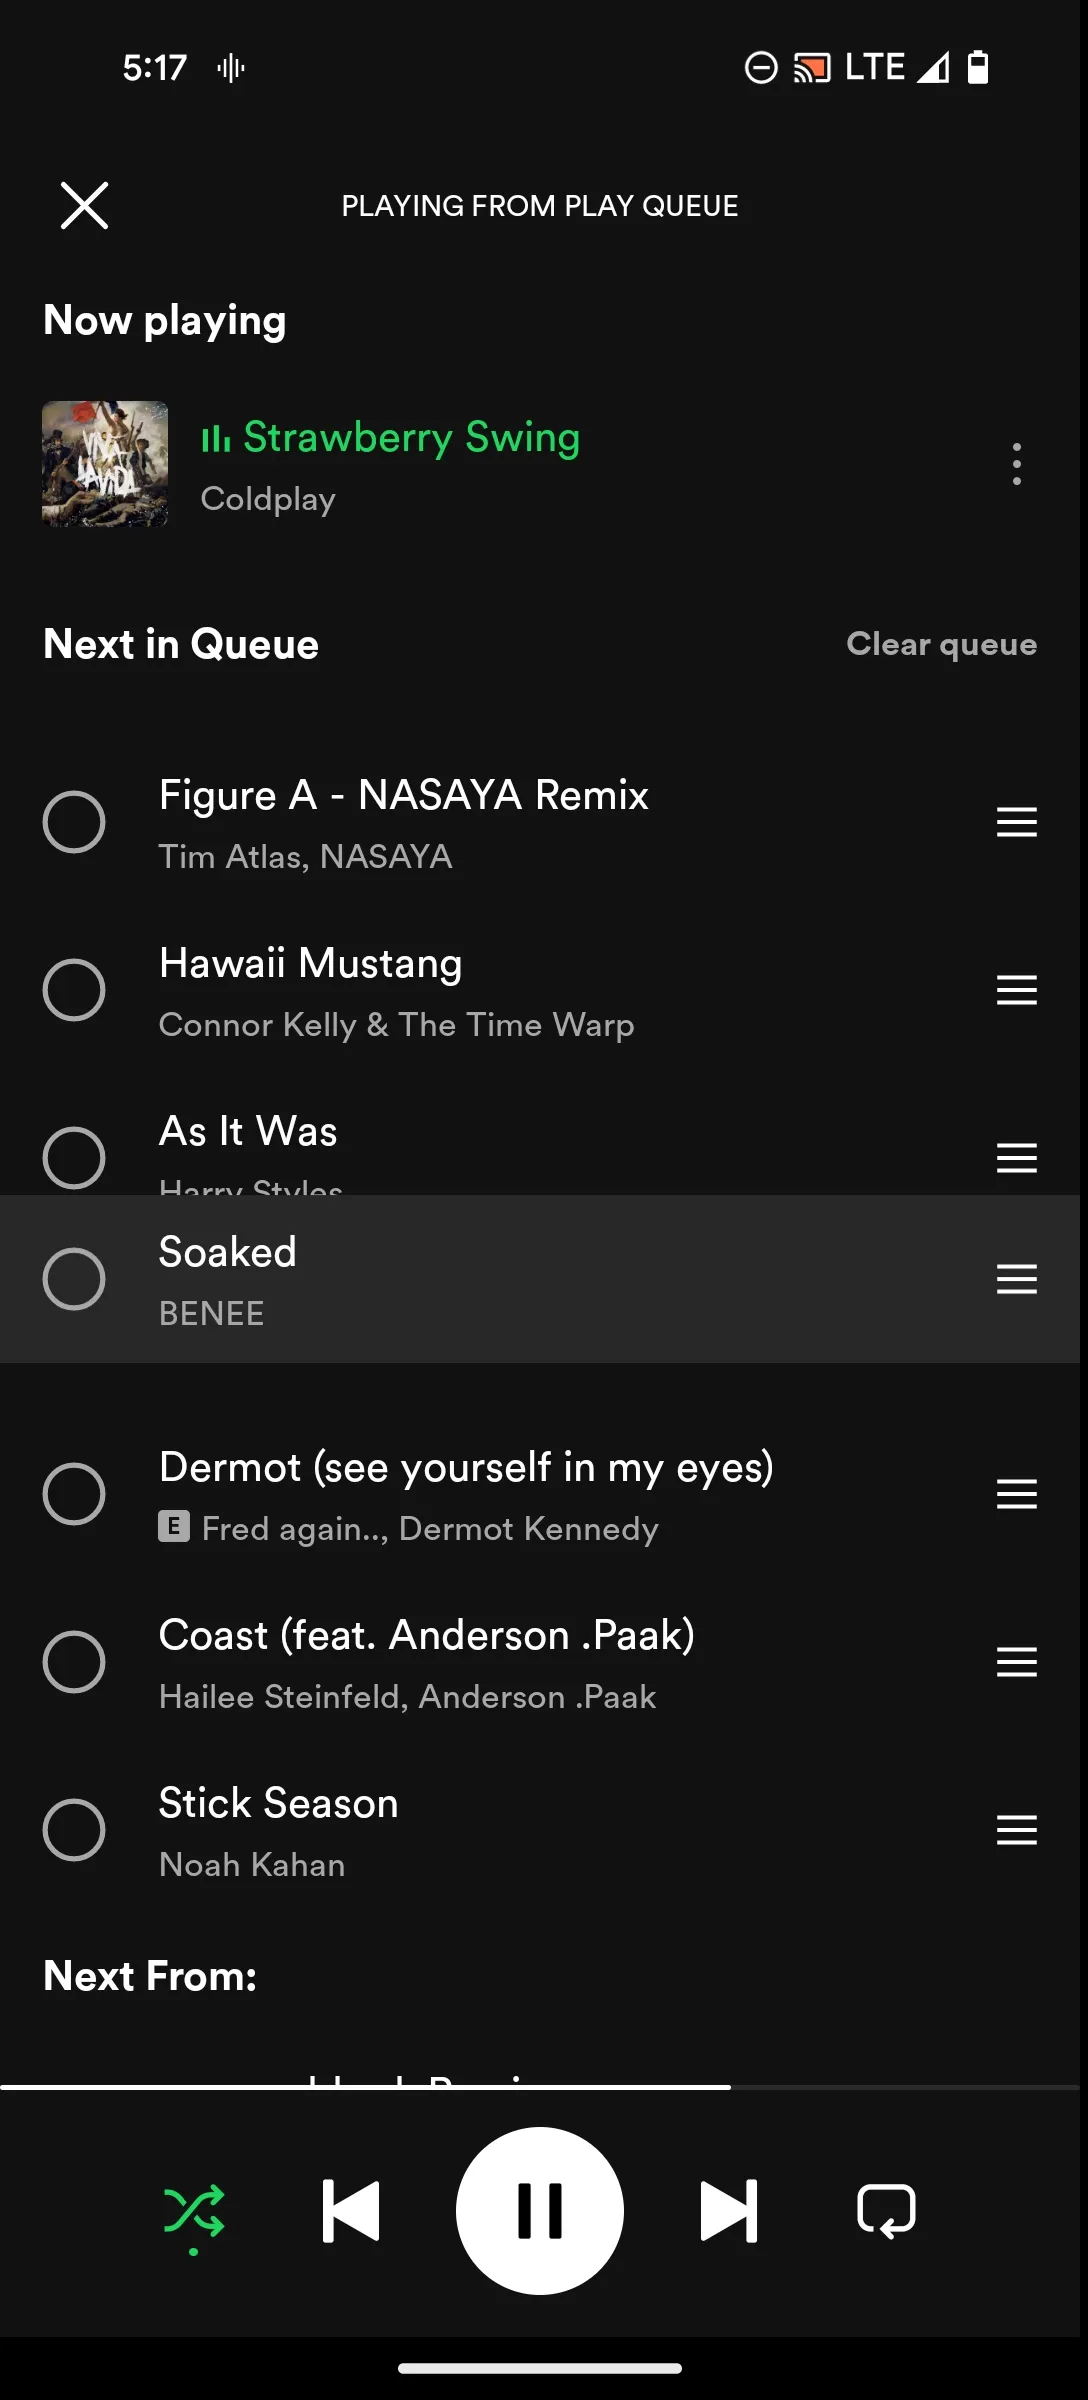 5:17
LTE
PLAYING FROM PLAY QUEUE
Now playing
VIVA
LA VIDA
Strawberry Swing
Coldplay
Next in Queue
Clear queue
Figure A - NASAYA Remix
Tim Atlas, NASAYA
Hawaii Mustang
Connor Kelly & The Time Warp
As It Was
Harry Styles
Soaked
BENEE
Dermot (see yourself in my eyes)
E Fred again.., Dermot Kennedy
Coast (feat. Anderson .Paak)
Hailee Steinfeld, Anderson .Paak
Stick Season
Noah Kahan
Next From: